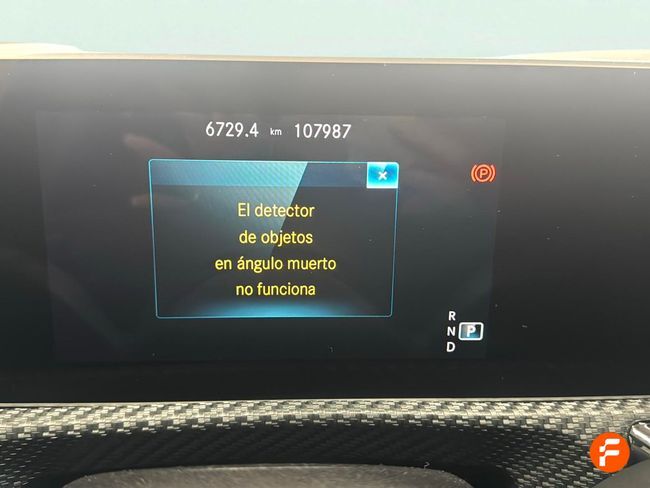 6729.4 km 107987
×
El detector
de objetos
en ángulo muerto
no funciona
(P)
R
N P
D